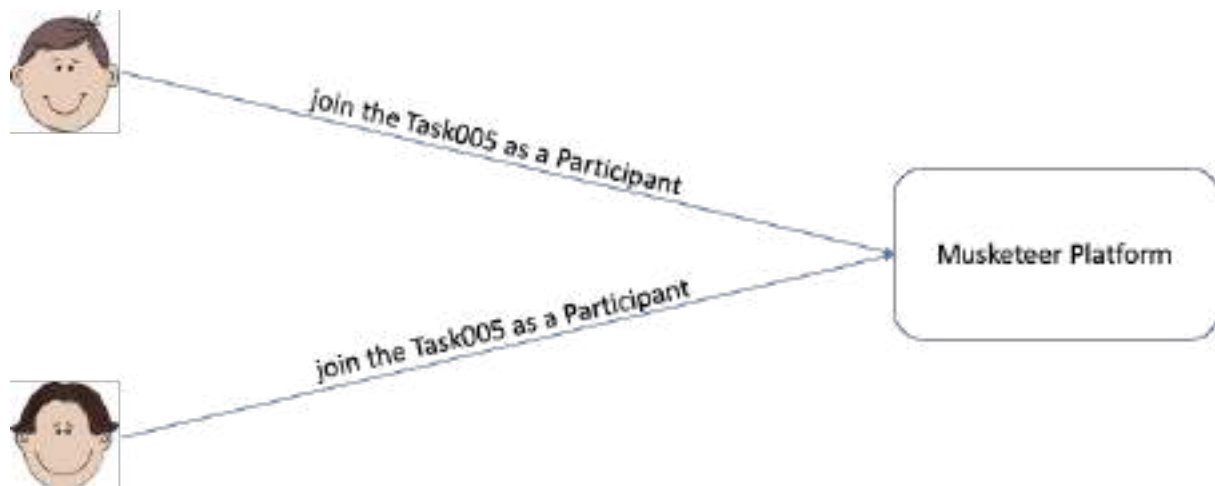 join the Task005 as a Participant
Musketeer Platform
join the Task005 as a Participant